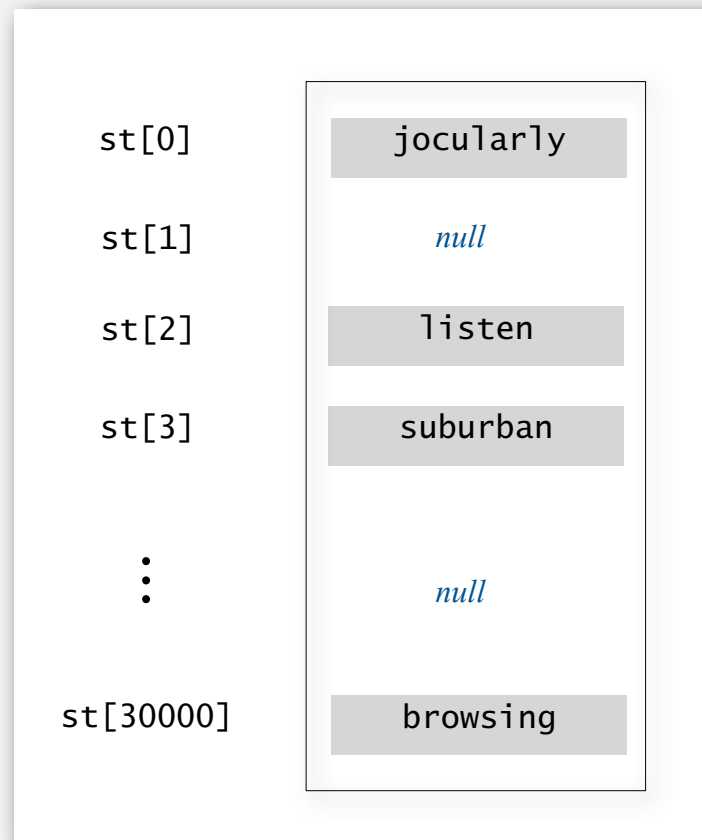 st[0] jocularly
st[1] null
st[2] listen
st[3] suburban
⋮ null
st[30000] browsing